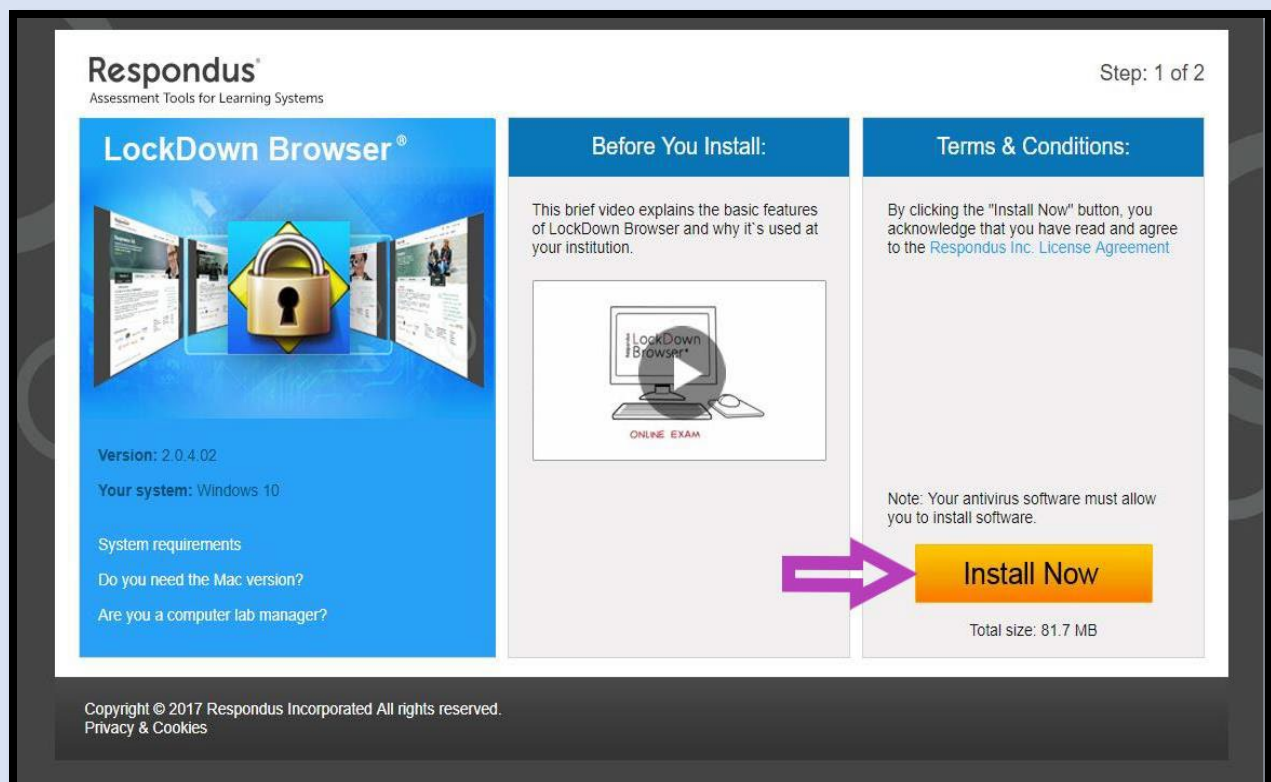 Respondus®
Assessment Tools for Learning Systems
Step: 1 of 2
LockDown Browser®
Version: 2.0.4.02
Your system: Windows 10
System requirements
Do you need the Mac version?
Are you a computer lab manager?
Before You Install:
This brief video explains the basic features
of LockDown Browser and why it`s used at
your institution.
Respondus
LockDown
Browser
ONLINE EXAM
Terms & Conditions:
By clicking the "Install Now" button, you
acknowledge that you have read and agree
to the Respondus Inc. License Agreement
Note: Your antivirus software must allow
you to install software.
Install Now
Total size: 81.7 MB
Copyright © 2017 Respondus Incorporated All rights reserved.
Privacy & Cookies